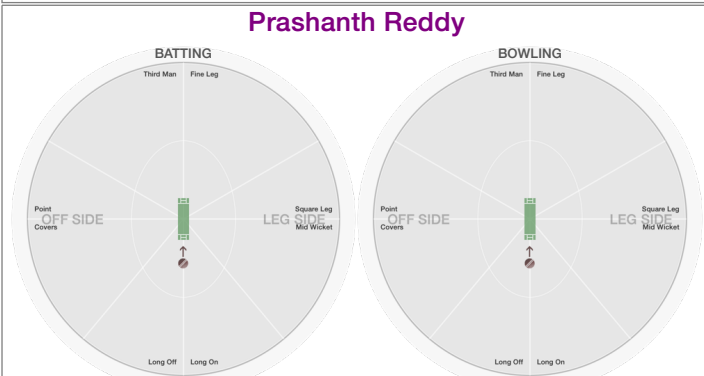 Prashanth Reddy
BATTING
Third Man Fine Leg
Point
OFF SIDE
Covers
Square Leg
LEG SIDE
Mid Wicket
Long Off Long On
BOWLING
Third Man Fine Leg
Point
OFF SIDE
Covers
Square Leg
LEG SIDE
Mid Wicket
Long Off Long On